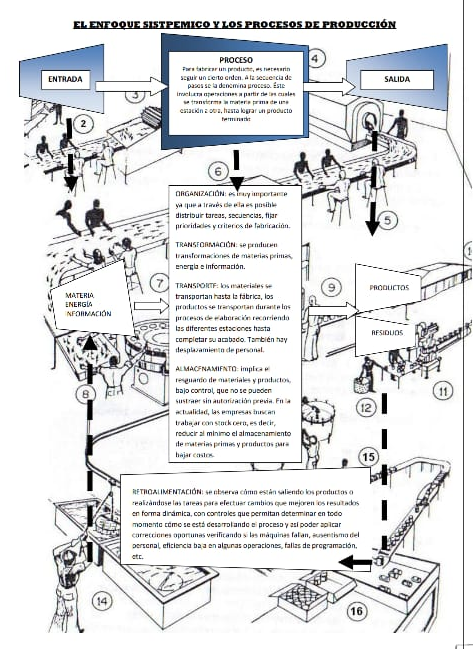 EL ENFOQUE SISTPEMICO Y LOS PROCESOS DE PRODUCCIÓN
ENTRADA
PROCESO
Para fabricar un producto, es necesario
seguir un cierto orden. A la secuencia de
pasos se la denomina proceso. Éste
involucra operaciones a partir de las cuales
se transforma la materia prima de una
estación a otra, hasta lograr un producto
terminado
SALIDA
4
3
2
6
5
ORGANIZACIÓN: es muy importante
ya que a través de ella es posible
distribuir tareas, secuencias, fijar
prioridades y criterios de fabricación.
TRANSFORMACIÓN: se producen
transformaciones de materias primas,
energía e información.
TRANSPORTE: los materiales se
transportan hasta la fábrica, los
productos se transportan durante los
procesos de elaboración recorriendo
las diferentes estaciones hasta
completar su acabado. También hay
desplazamiento de personal.
ALMACENAMIENTO: implica el
resguardo de materiales y productos,
bajo control, que no se pueden
sustraer sin autorización previa. En la
actualidad, las empresas buscan
trabajar con stock cero, es decir,
reducir al mínimo el almacenamiento
de materias primas y productos para
bajar costos.
MATERIA
ENERGÍA
INFORMACIÓN
7
9
PRODUCTOS
RESIDUOS
8
11
12
15
RETROALIMENTACIÓN: se observa cómo están saliendo los productos o
realizándose las tareas para efectuar cambios que mejoren los resultados
en forma dinámica, con controles que permitan determinar en todo
momento cómo se está desarrollando el proceso y así poder aplicar
correcciones oportunas verificando si las máquinas fallan, ausentismo del
personal, eficiencia baja en algunas operaciones, fallas de programación,
etc.
14
16